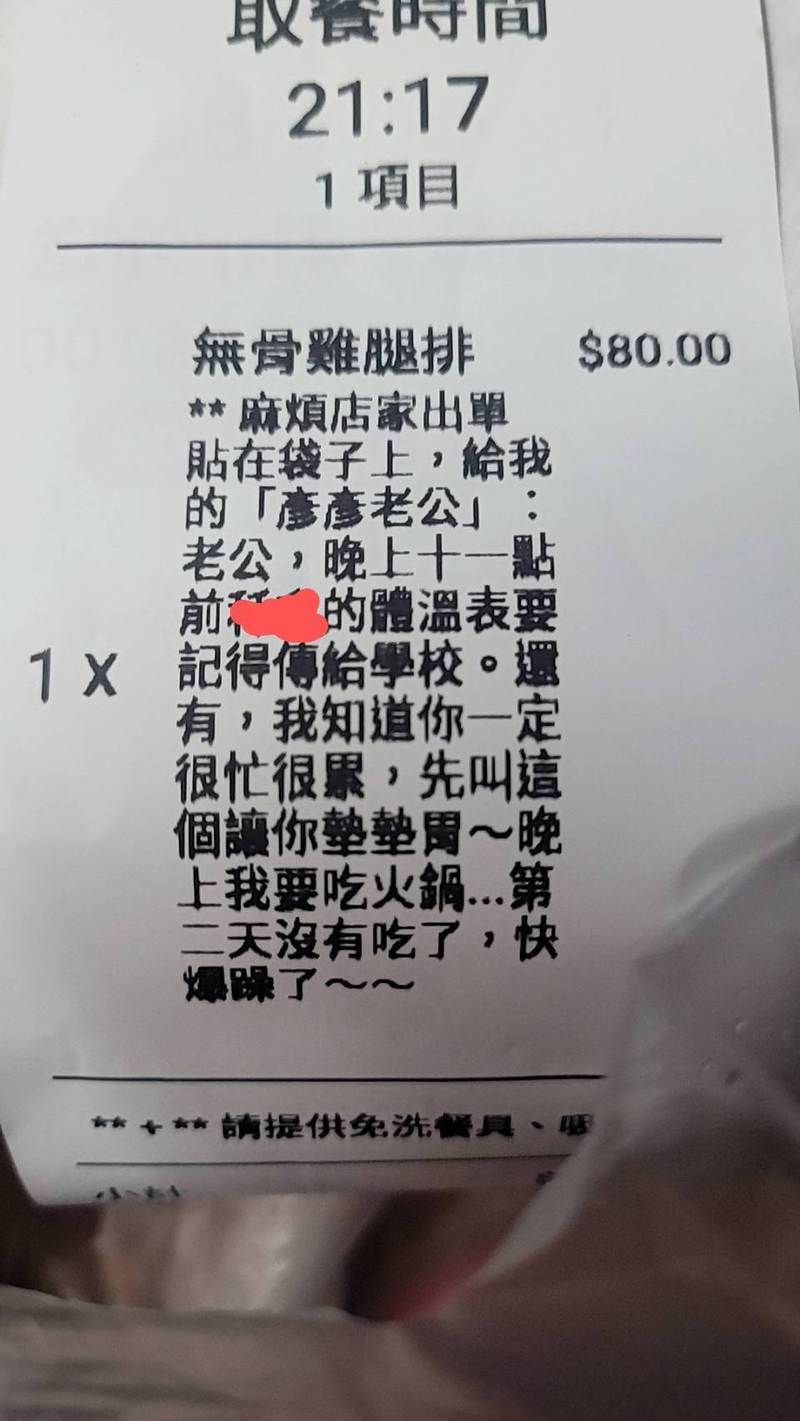 取餐時間
21:17
1 項目
無骨雞腿排 $80.00
** 麻煩店家出單
貼在袋子上，給我
的「彥彥老公」：
老公，晚上十一點
前 的體溫表要
1 x 記得傳給學校。還
有，我知道你一定
很忙很累，先叫這
個讓你墊墊胃～晚
上我要吃火鍋...第
二天沒有吃了，快
爆躁了～～
** + ** 請提供免洗餐具、